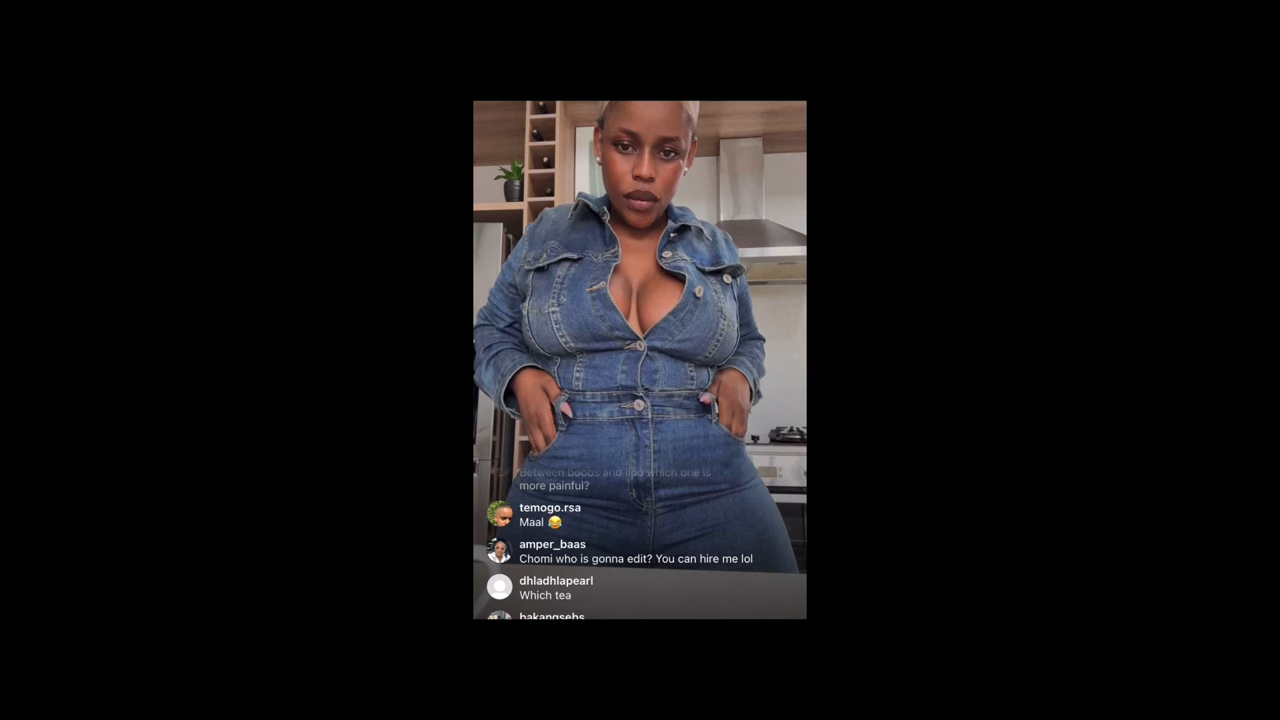 Between boobs and lipo which one is
more painful?
temogo.rsa
Maal 😂
amper_baas
Chomi who is gonna edit? You can hire me lol
dhladhlapearl
Which tea
bakangsebs